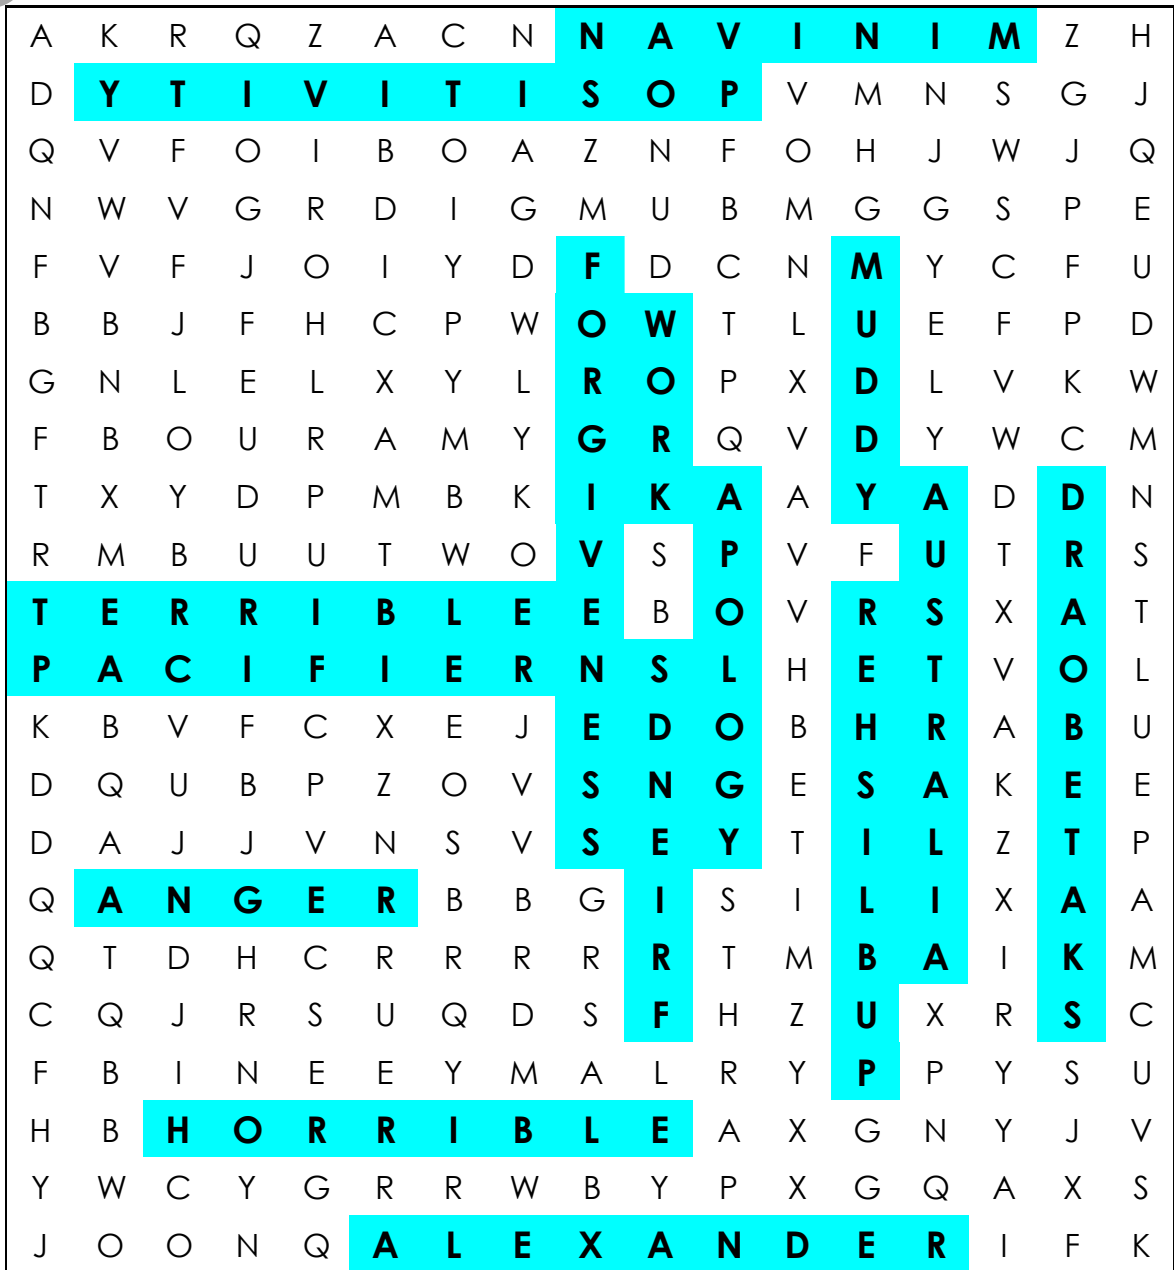 A K R Q Z A C N N A V I N I M Z H
D Y T I V I T I S O P V M N S G J
Q V F O I B O A Z N F O H J W J Q
N W V G R D I G M U B M G G S P E
F V F J O I Y D F D C N M Y C F U
B B J F H C P W O W T L U E F P D
G N L E L X Y L R O P X D L V K W
F B O U R A M Y G R Q V D Y W C M
T X Y D P M B K I K A A Y A D D N
R M B U U T W O V S P V F U T R S
T E R R I B L E E B O V R S X A T
P A C I F I E R N S L H E T V O L
K B V F C X E J E D O B H R A B U
D Q U B P Z O V S N G E S A K E E
D A J J V N S V S E Y T I L Z T P
Q A N G E R B B G I S I L I X A A
Q T D H C R R R R R T M B A I K M
C Q J R S U Q D S F H Z U X R S C
F B I N E E Y M A L R Y P P Y S U
H B H O R R I B L E A X G N Y J V
Y W C Y G R R W B Y P X G Q A X S
J O O N Q A L E X A N D E R I F K